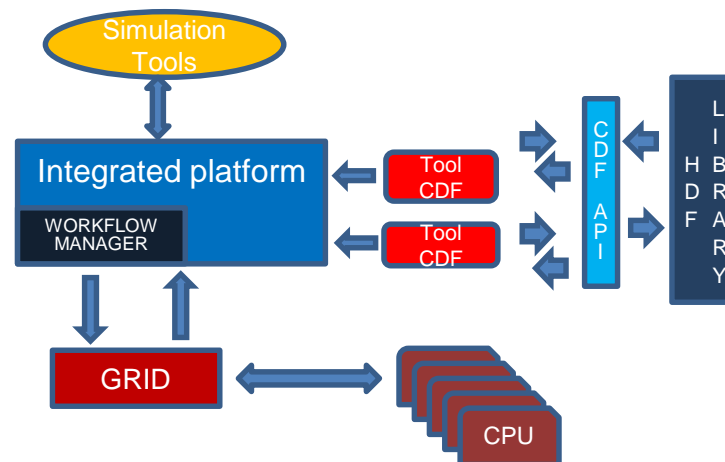 Simulation
Tools
Integrated platform
WORKFLOW
MANAGER
Tool
CDF
Tool
CDF
CDF API
HDF LIBRARY
GRID
CPU